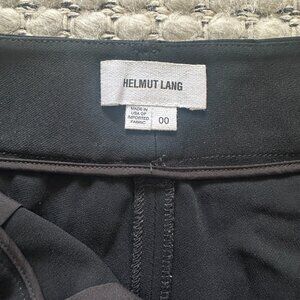 HELMUT LANG
MADE IN
USA OF
IMPORTED
FABRIC
00